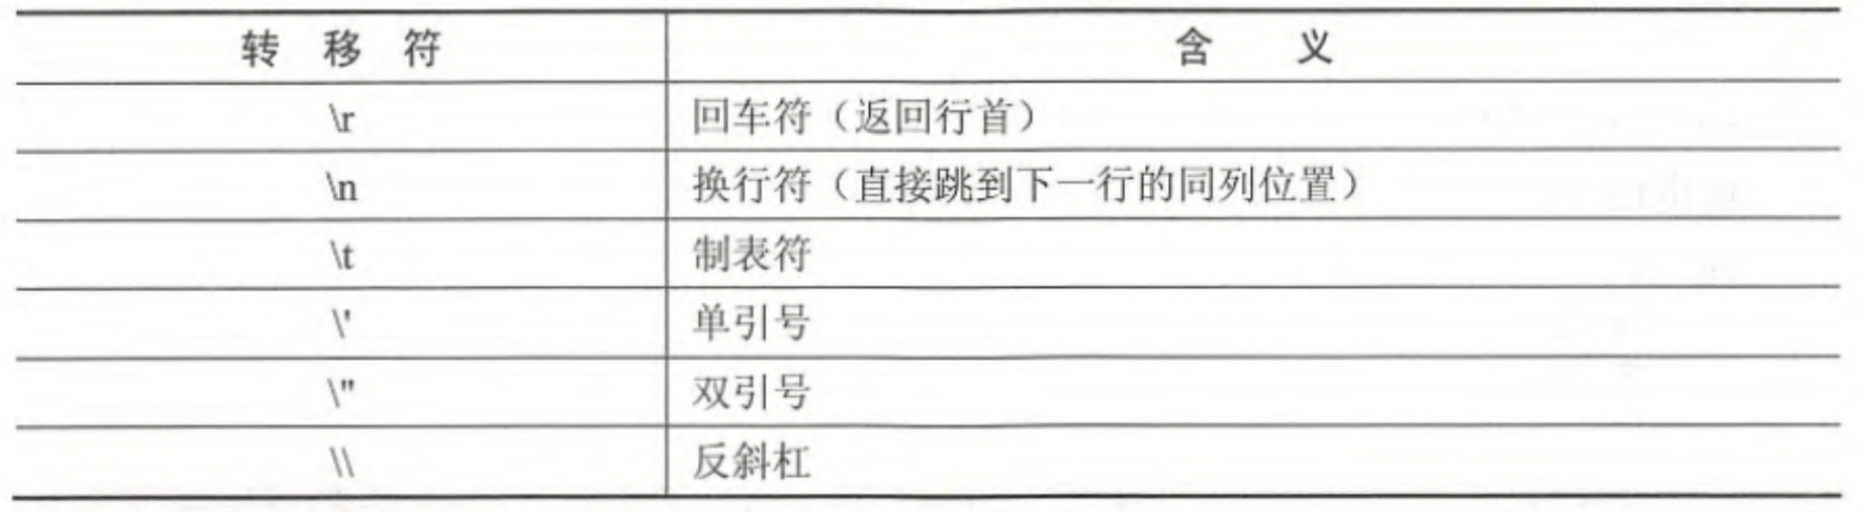 转 移 符 含 义
\r 回车符（返回行首）
\n 换行符（直接跳到下一行的同列位置）
\t 制表符
\' 单引号
\" 双引号
\\ 反斜杠